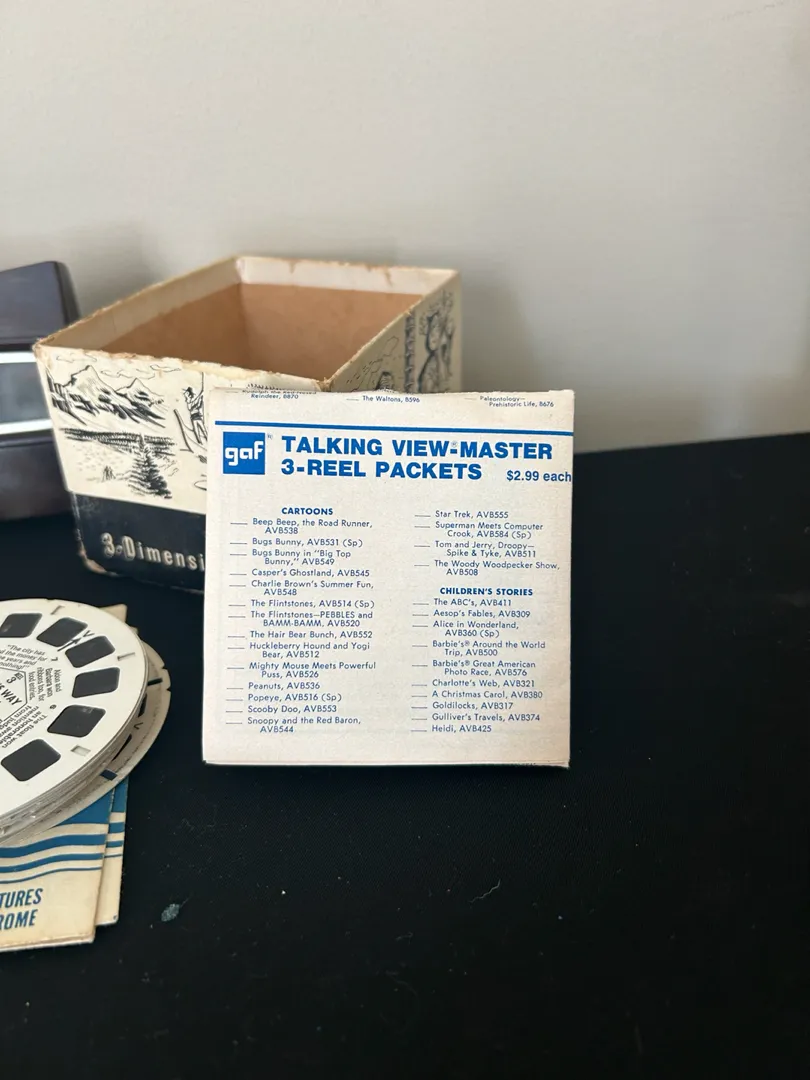 Reindeer, B870
The Waltons, B596
Paleontology—
Prehistoric Life, B676
gaf®
TALKING VIEW-MASTER®
3-REEL PACKETS
$2.99 each
CARTOONS
Beep Beep, the Road Runner,
AVB538
Bugs Bunny, AVB531 (Sp)
Bugs Bunny in "Big Top
Bunny," AVB549
Casper's Ghostland, AVB545
Charlie Brown's Summer Fun,
AVB548
The Flintstones, AVB514 (Sp)
The Flintstones—PEBBLES and
BAMM-BAMM, AVB520
The Hair Bear Bunch, AVB552
Huckleberry Hound and Yogi
Bear, AVB512
Mighty Mouse Meets Powerful
Puss, AVB526
Peanuts, AVB536
Popeye, AVB516 (Sp)
Scooby Doo, AVB553
Snoopy and the Red Baron,
AVB544
Star Trek, AVB555
Superman Meets Computer
Crook, AVB584 (Sp)
Tom and Jerry, Droopy—
Spike & Tyke, AVB511
The Woody Woodpecker Show,
AVB508
CHILDREN'S STORIES
The ABC's, AVB411
Aesop's Fables, AVB309
Alice in Wonderland,
AVB360 (Sp)
Barbie's® Around the World
Trip, AVB500
Barbie's® Great American
Photo Race, AVB576
Charlotte's Web, AVB321
A Christmas Carol, AVB380
Goldilocks, AVB317
Gulliver's Travels, AVB374
Heidi, AVB425
3-Dimensi
"The city has
WAY
TURES
ROME